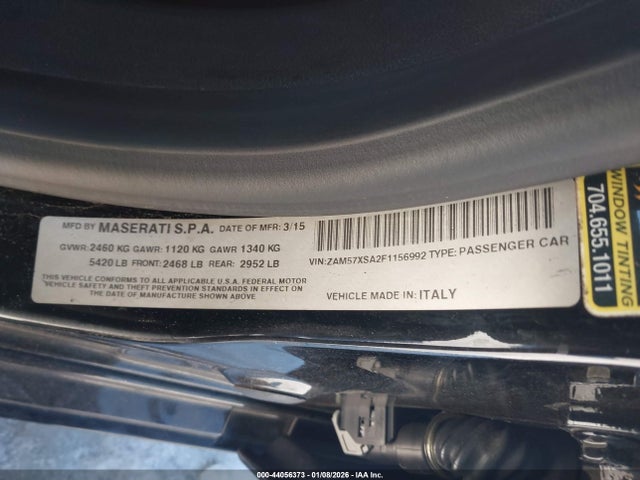 MFD BY MASERATI S.P.A. DATE OF MFR: 3/15
GVWR: 2460 KG GAWR: 1120 KG GAWR 1340 KG
5420 LB FRONT: 2468 LB REAR: 2952 LB
THIS VEHICLE CONFORMS TO ALL APPLICABLE U.S.A. FEDERAL MOTOR
VEHICLE SAFETY AND THEFT PREVENTION STANDARDS IN EFFECT ON
THE DATE OF MANUFACTURE SHOWN ABOVE
VIN: ZAM57XSA2F1156992 TYPE: PASSENGER CAR
VEHICLE MADE IN: ITALY
WINDOW TINTING
704.655.1011
000-44056373 | 01/08/2026 | IAA Inc.